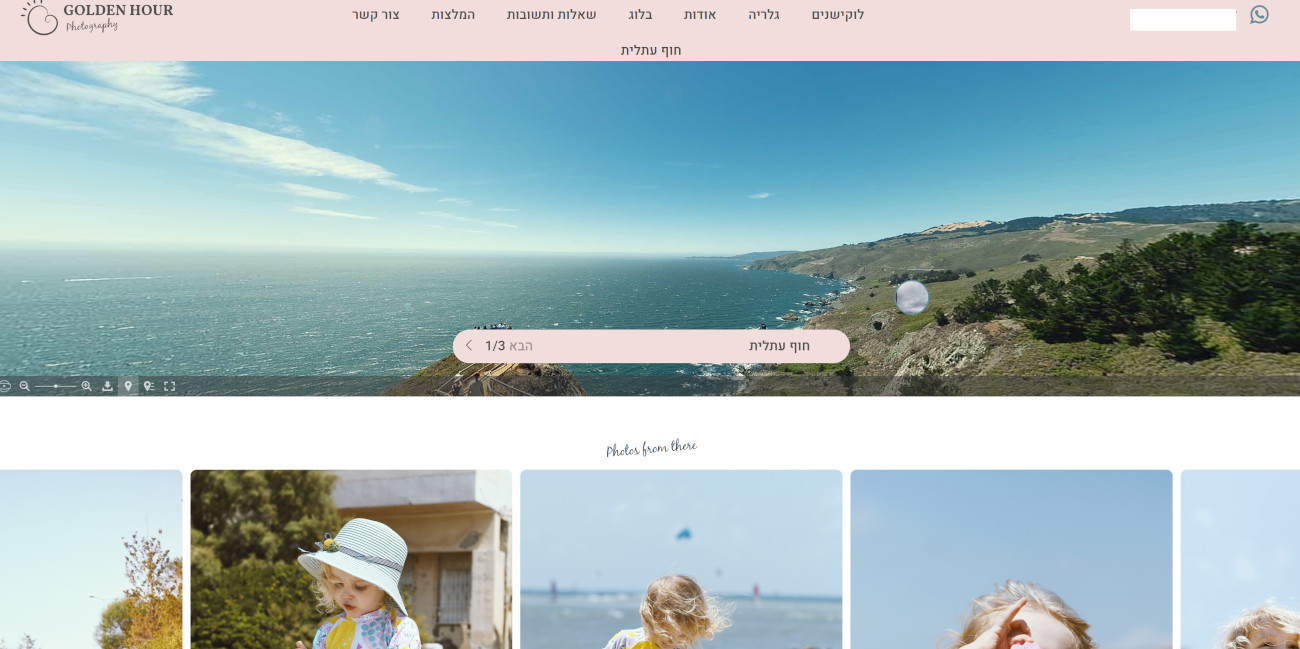 GOLDEN HOUR
Photography
לוקישנים
גלריה
אודות
בלוג
שאלות ותשובות
המלצות
צור קשר
חוף עתלית
חוף עתלית
הבא 1/3
Photos from there